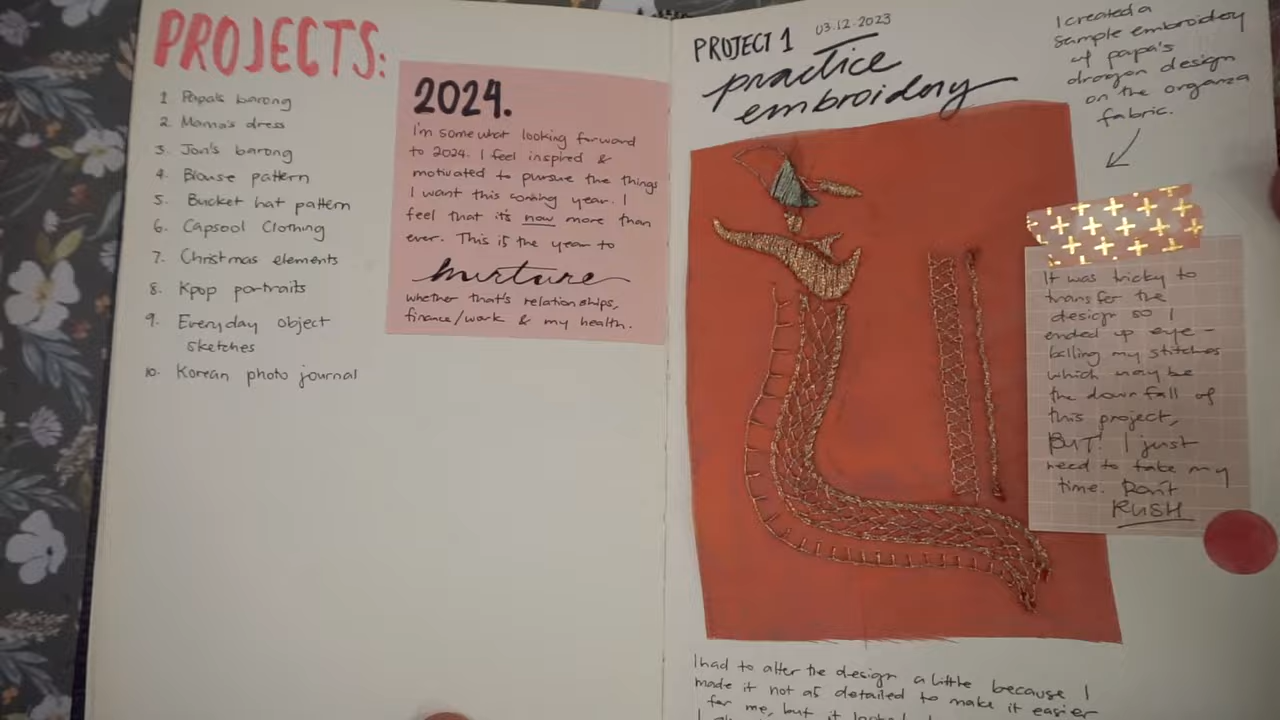 PROJECTS:
1 Papa's barong
2. Mama's dress
3. Jon's barong
4. Blouse pattern
5. Bucket hat pattern
6. Capsool Clothing
7. Christmas elements
8. Kpop portraits
9. Everyday object
sketches
10. Korean photo journal
2024.
I'm somewhat looking forward
to 2024. I feel inspired &
motivated to pursue the things
I want this coming year. I
feel that it's now more than
ever. This is the year to
nurture
whether that's relationships,
finance/work & my health.
PROJECT 1 03.12.2023
practice
embroidery
I created a
sample embroidery
of papa's
dragon design
on the organza
fabric.
It was tricky to
transfer the
design so I
ended up eye-
balling my stitches
which may be
the downfall of
this project,
BUT! I just
need to take my
time. Don't
RUSH
I had to alter the design a little because I
made it not as detailed to make it easier
for me, but it